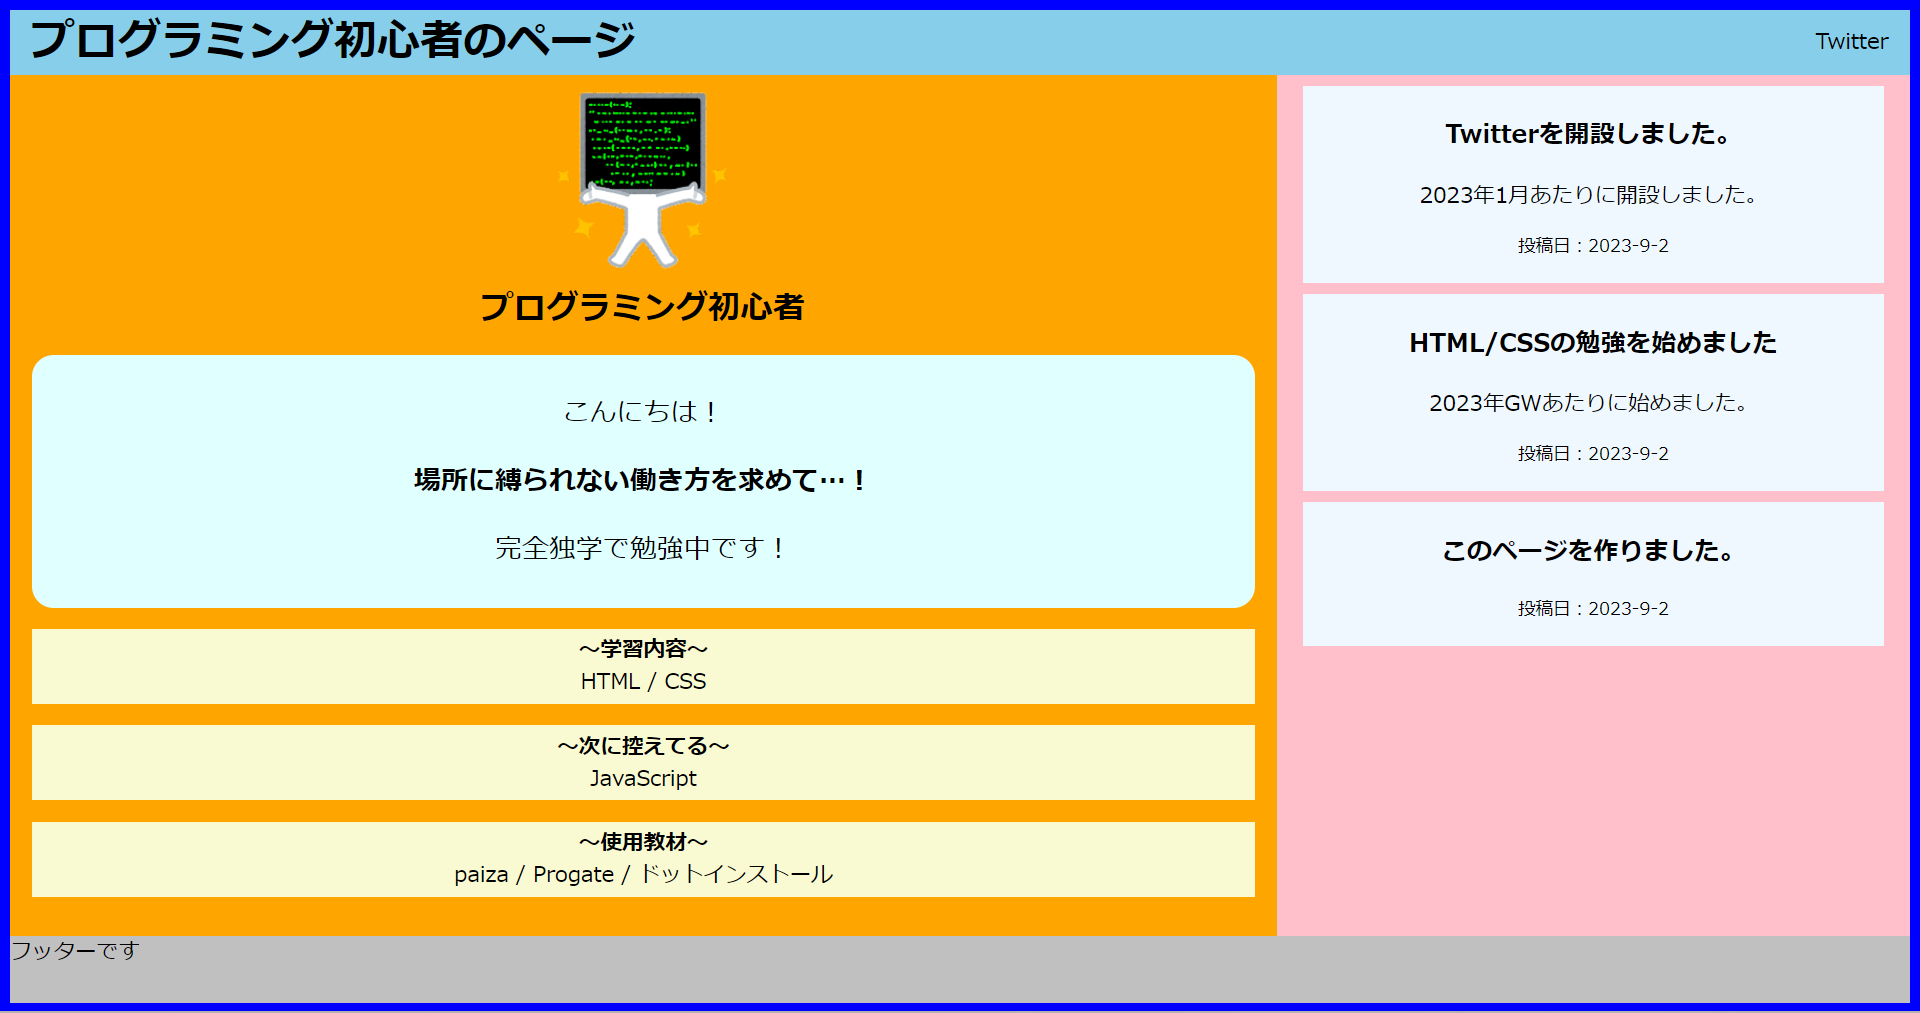 プログラミング初心者のページ
Twitter
プログラミング初心者
こんにちは！
場所に縛られない働き方を求めて…！
完全独学で勉強中です！
～学習内容～
HTML / CSS
～次に控えてる～
JavaScript
～使用教材～
paiza / Progate / ドットインストール
Twitterを開設しました。
2023年1月あたりに開設しました。
投稿日：2023-9-2
HTML/CSSの勉強を始めました
2023年GWあたりに始めました。
投稿日：2023-9-2
このページを作りました。
投稿日：2023-9-2
フッターです